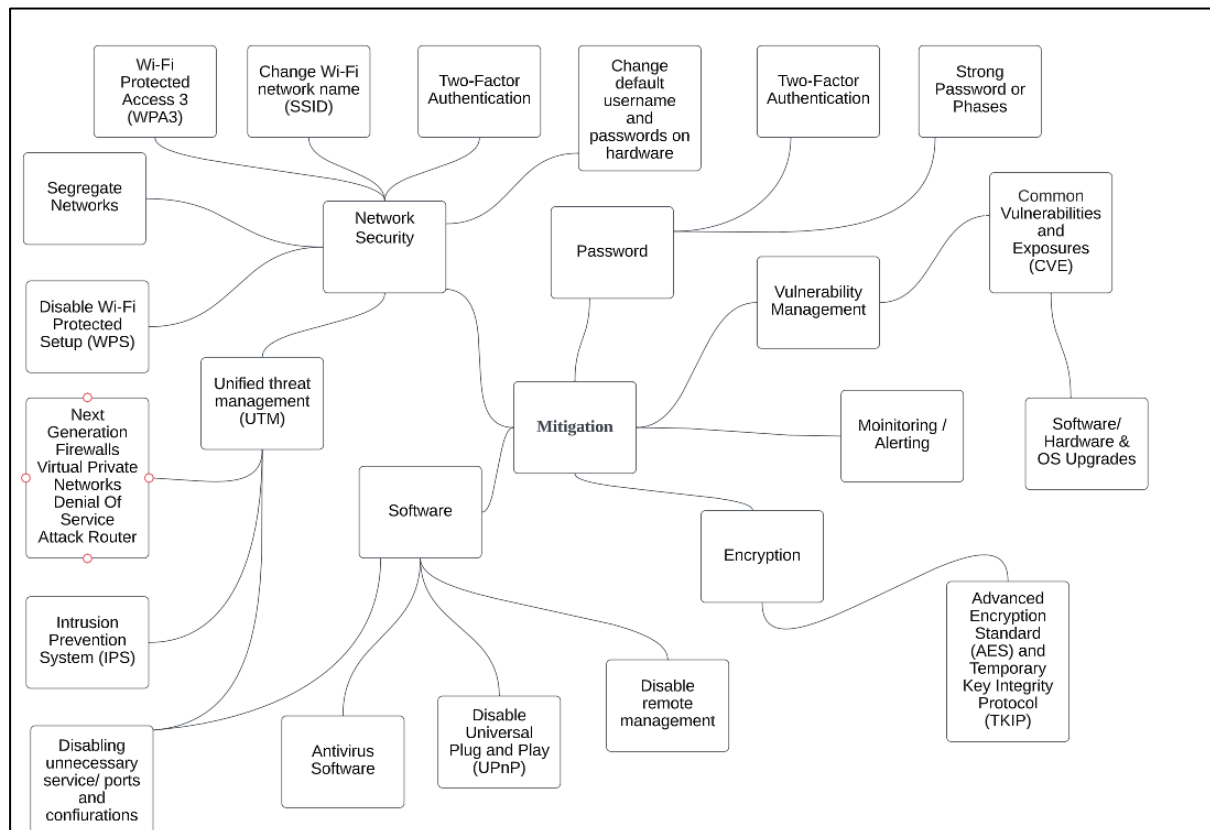 Wi-Fi
Protected
Access 3
(WPA3)
Change Wi-Fi
network name
(SSID)
Two-Factor
Authentication
Change
default
username
and
passwords on
hardware
Two-Factor
Authentication
Strong
Password or
Phases
Segregate
Networks
Network
Security
Password
Common
Vulnerabilities
and
Exposures
(CVE)
Disable Wi-Fi
Protected
Setup (WPS)
Vulnerability
Management
Unified threat
management
(UTM)
Mitigation
Next
Generation
Firewalls
Virtual Private
Networks
Denial Of
Service
Attack Router
Moinitoring /
Alerting
Software/
Hardware &
OS Upgrades
Software
Encryption
Intrusion
Prevention
System (IPS)
Advanced
Encryption
Standard
(AES) and
Temporary
Key Integrity
Protocol
(TKIP)
Disable
remote
management
Disabling
unnecessary
service/ ports
and
confiurations
Antivirus
Software
Disable
Universal
Plug and Play
(UPnP)